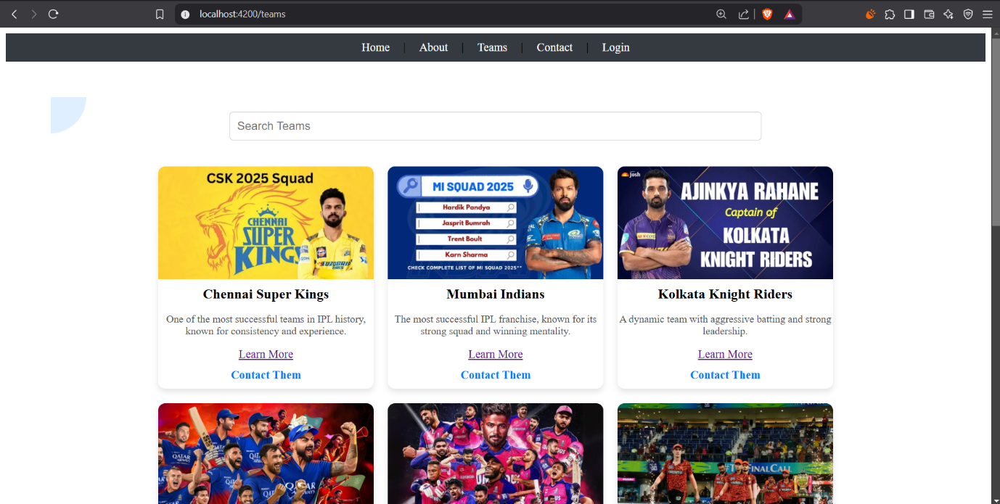 localhost:4200/teams
Home
About
Teams
Contact
Login
Search Teams
CSK 2025 Squad
CHENNAI
SUPER
KINGS
MI SQUAD 2025
Hardik Pandya
Jasprit Bumrah
Trent Boult
Karn Sharma
CHECK COMPLETE LIST OF MI SQUAD 2025**
josh
AJINKYA RAHANE
Captain of
KOLKATA
KNIGHT RIDERS
Chennai Super Kings
One of the most successful teams in IPL history,
known for consistency and experience.
Learn More
Contact Them
Mumbai Indians
The most successful IPL franchise, known for its
strong squad and winning mentality.
Learn More
Contact Them
Kolkata Knight Riders
A dynamic team with aggressive batting and strong
leadership.
Learn More
Contact Them
QATAR
QATAR
FINAL CALL